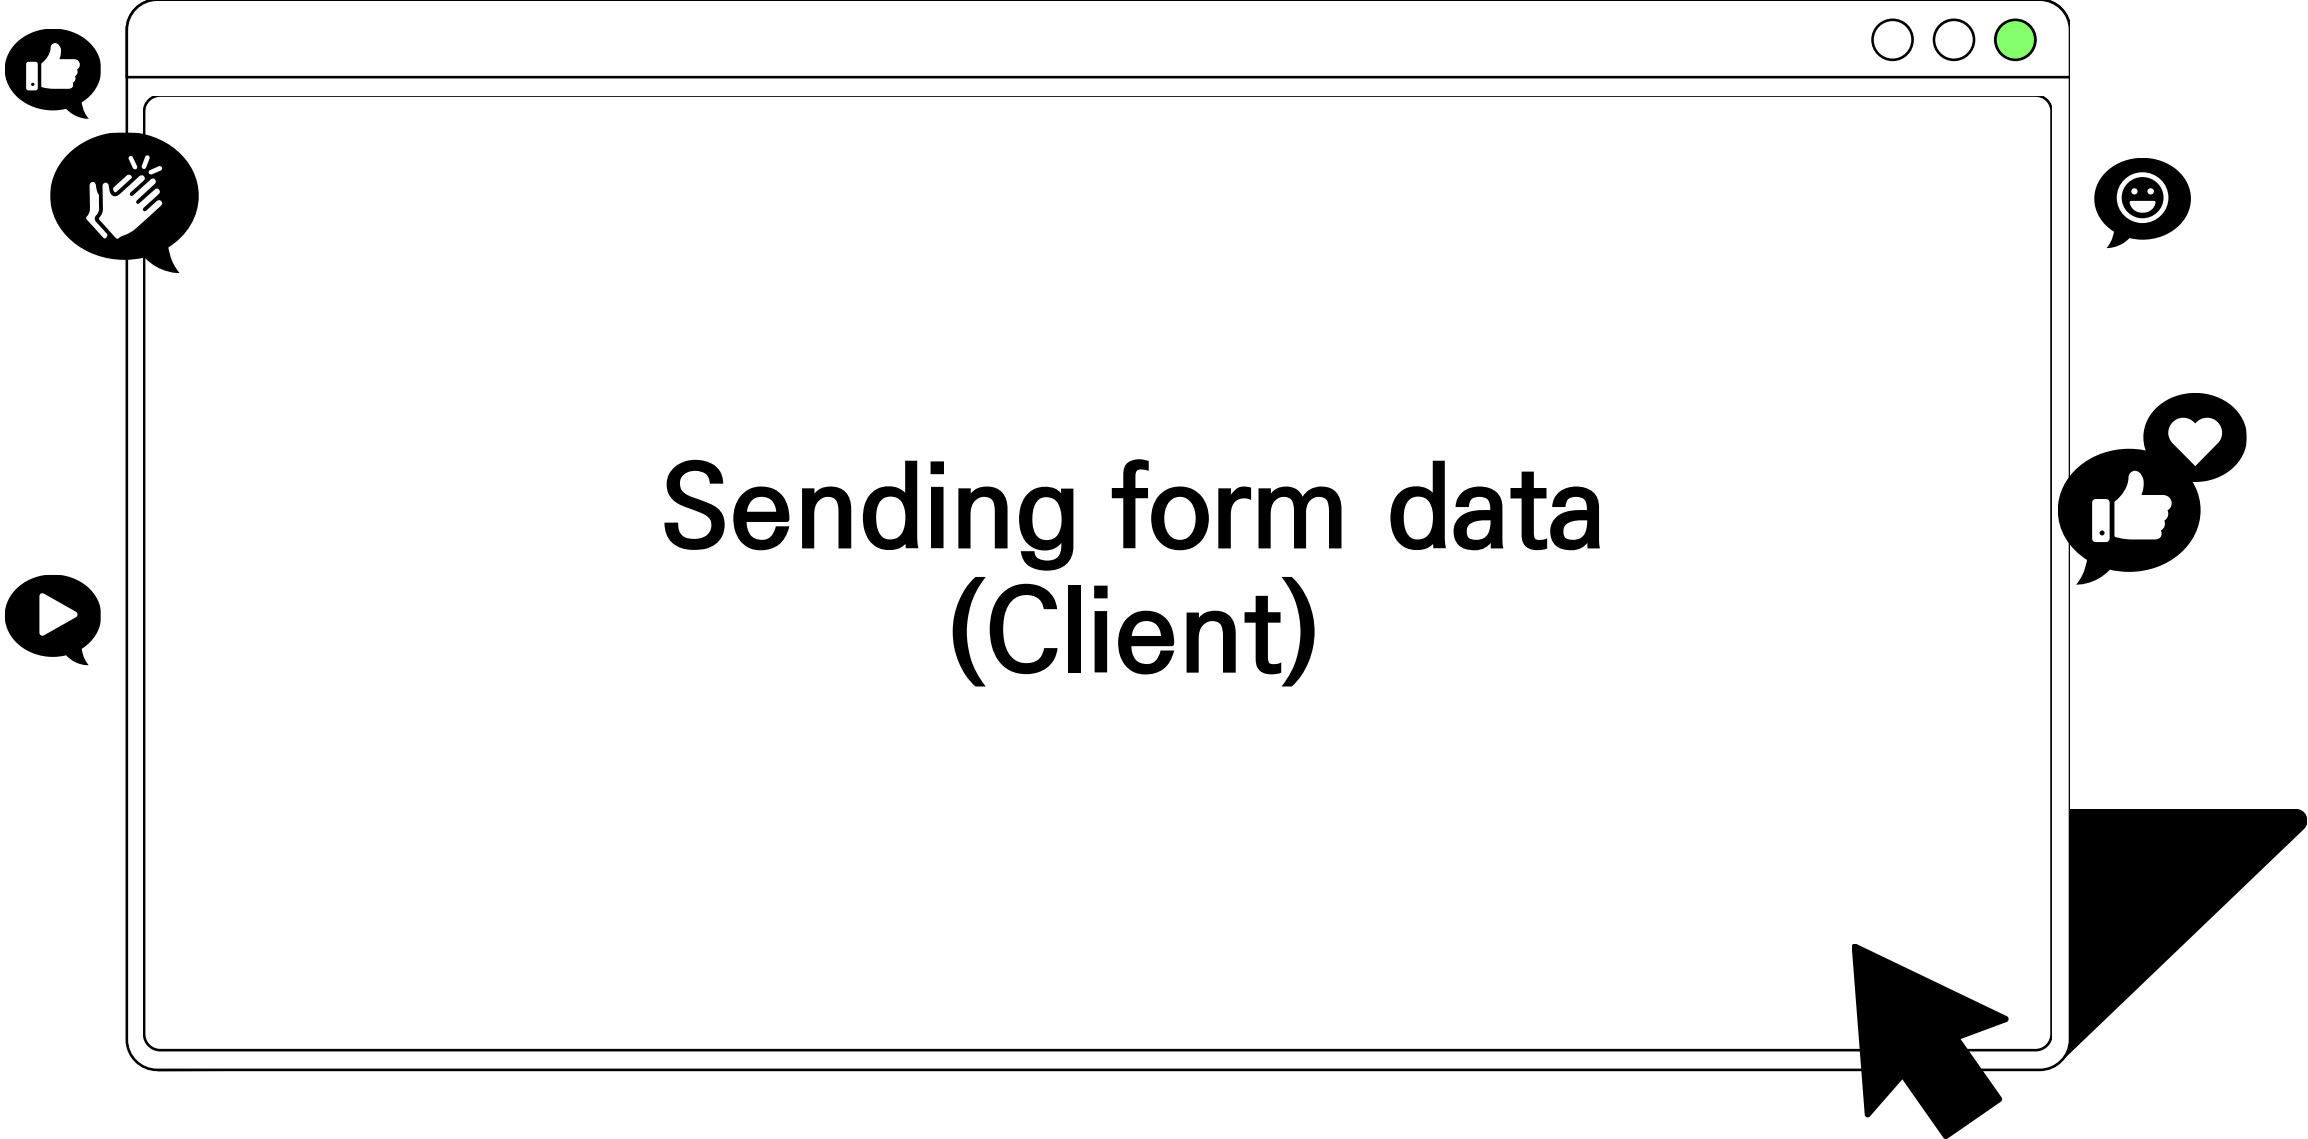 Sending form data
(Client)